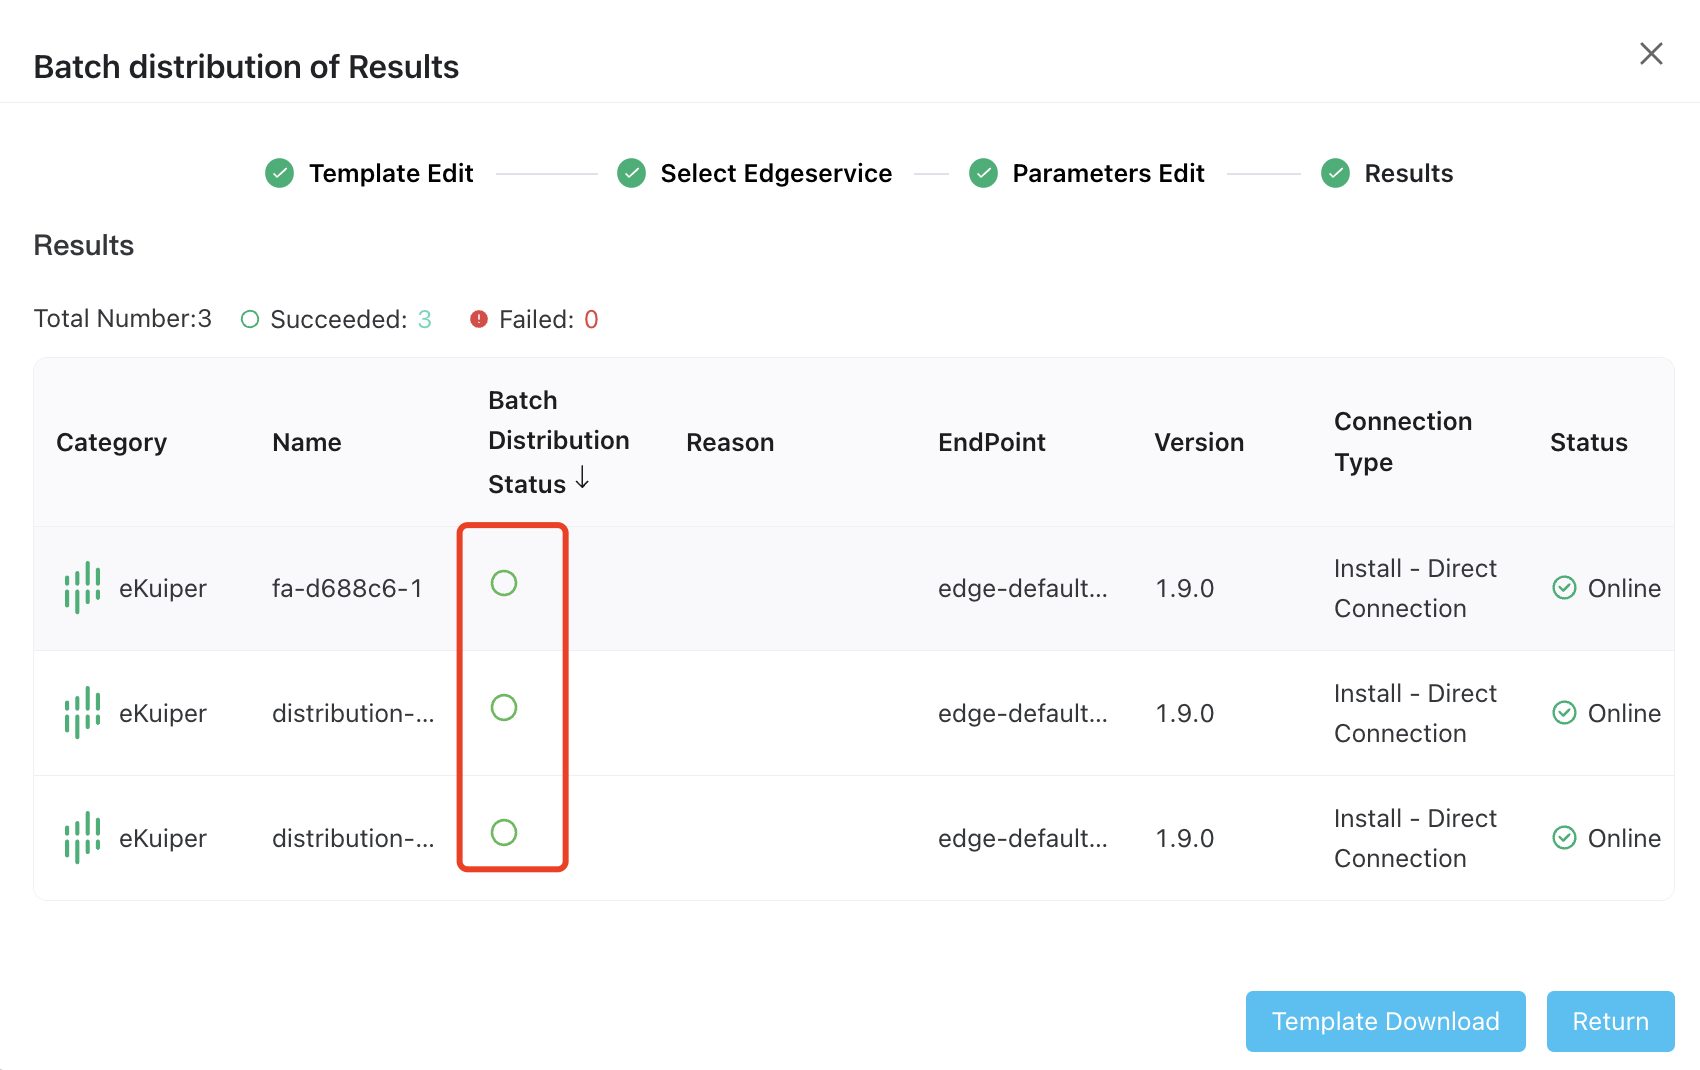 Batch distribution of Results
Template Edit
Select Edgeservice
Parameters Edit
Results
Results
Total Number:3
Succeeded: 3
Failed: 0
Category
Name
Batch
Distribution
Status
Reason
EndPoint
Version
Connection
Type
Status
eKuiper
fa-d688c6-1
edge-default...
1.9.0
Install - Direct
Connection
Online
eKuiper
distribution-...
edge-default...
1.9.0
Install - Direct
Connection
Online
eKuiper
distribution-...
edge-default...
1.9.0
Install - Direct
Connection
Online
Template Download
Return